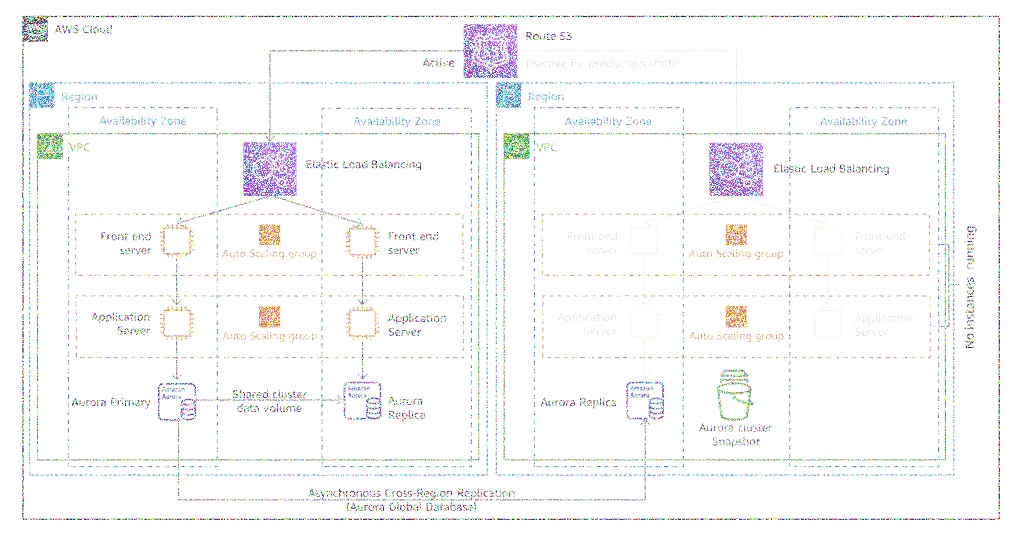 AWS Cloud
Route 53
Active
Inactive for production traffic
Region
Availability Zone
Availability Zone
VPC
Elastic Load Balancing
Front end
server
Auto Scaling group
Front end
server
Application
Server
Auto Scaling group
Application
Server
Aurora Primary
Amazon
Aurora
Shared cluster
data volume
Amazon
Aurora
Aurora
Replica
Region
Availability Zone
Availability Zone
VPC
Elastic Load Balancing
Front end
server
Auto Scaling group
Front end
server
Application
Server
Auto Scaling group
Application
Server
Aurora Replica
Amazon
Aurora
Aurora cluster
Snapshot
No instances running
Asynchronous Cross-Region Replication
(Aurora Global Database)